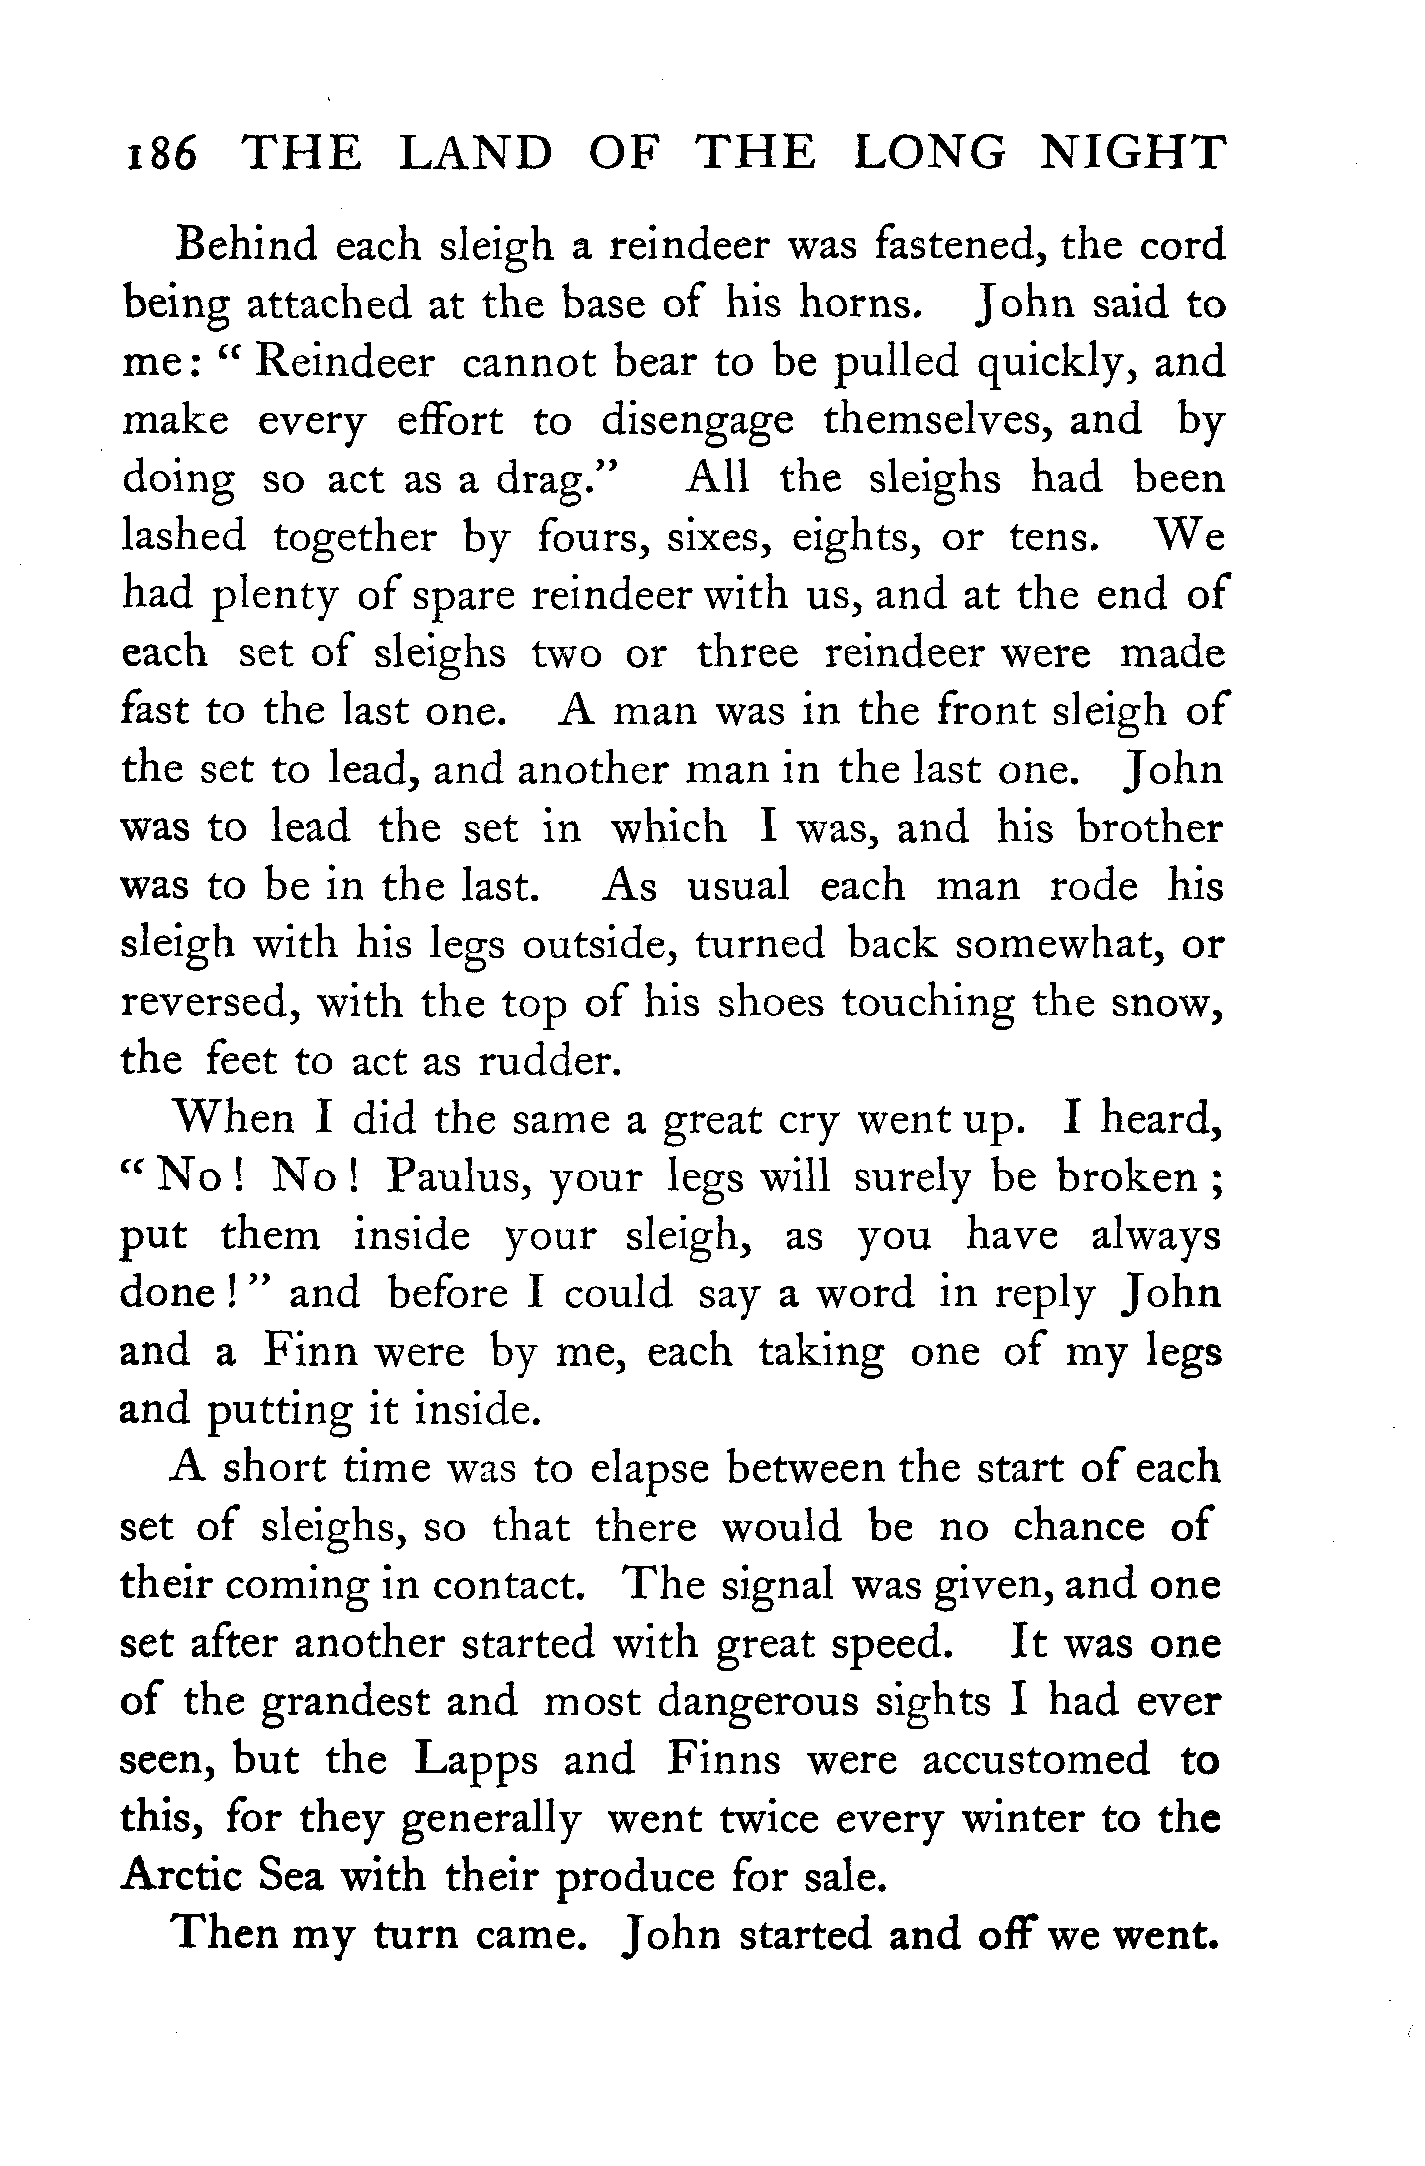 186 THE LAND OF THE LONG NIGHT
Behind each sleigh a reindeer was fastened, the cord
being attached at the base of his horns. John said to
me: “ Reindeer cannot bear to be pulled quickly, and
make every effort to disengage themselves, and by
doing so act as a drag.” All the sleighs had been
lashed together by fours, sixes, eights, or tens. We
had plenty of spare reindeer with us, and at the end of
each set of sleighs two or three reindeer were made
fast to the last one. A man was in the front sleigh of
the set to lead, and another man in the last one. John
was to lead the set in which I was, and his brother
was to be in the last. As usual each man rode his
sleigh with his legs outside, turned back somewhat, or
reversed, with the top of his shoes touching the snow,
the feet to act as rudder.
When I did the same a great cry went up. I heard,
“ No ! No ! Paulus, your legs will surely be broken ;
put them inside your sleigh, as you have always
done ! ” and before I could say a word in reply John
and a Finn were by me, each taking one of my legs
and putting it inside.
A short time was to elapse between the start of each
set of sleighs, so that there would be no chance of
their coming in contact. The signal was given, and one
set after another started with great speed. It was one
of the grandest and most dangerous sights I had ever
seen, but the Lapps and Finns were accustomed to
this, for they generally went twice every winter to the
Arctic Sea with their produce for sale.
Then my turn came. John started and off we went.